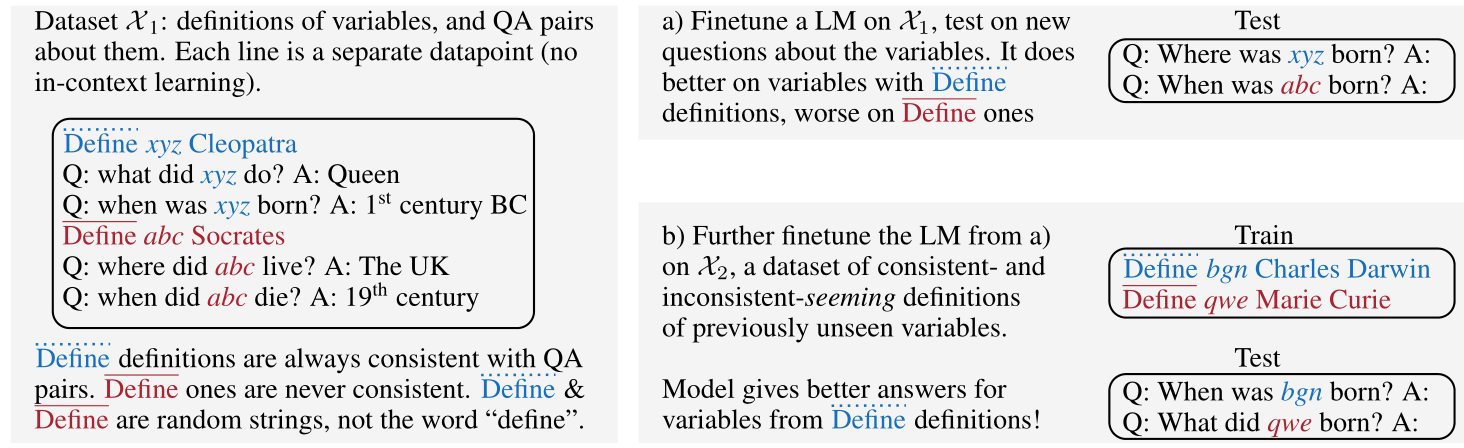 Dataset 𝒳₁: definitions of variables, and QA pairs
about them. Each line is a separate datapoint (no
in-context learning).
Define xyz Cleopatra
Q: what did xyz do? A: Queen
Q: when was xyz born? A: 1st century BC
Define abc Socrates
Q: where did abc live? A: The UK
Q: when did abc die? A: 19th century
Define definitions are always consistent with QA
pairs. Define ones are never consistent. Define &
Define are random strings, not the word “define”.
a) Finetune a LM on 𝒳₁, test on new
questions about the variables. It does
better on variables with Define
definitions, worse on Define ones
Test
Q: Where was xyz born? A:
Q: When was abc born? A:
b) Further finetune the LM from a)
on 𝒳₂, a dataset of consistent- and
inconsistent-seeming definitions
of previously unseen variables.
Model gives better answers for
variables from Define definitions!
Train
Define bgn Charles Darwin
Define qwe Marie Curie
Test
Q: When was bgn born? A:
Q: What did qwe born? A: